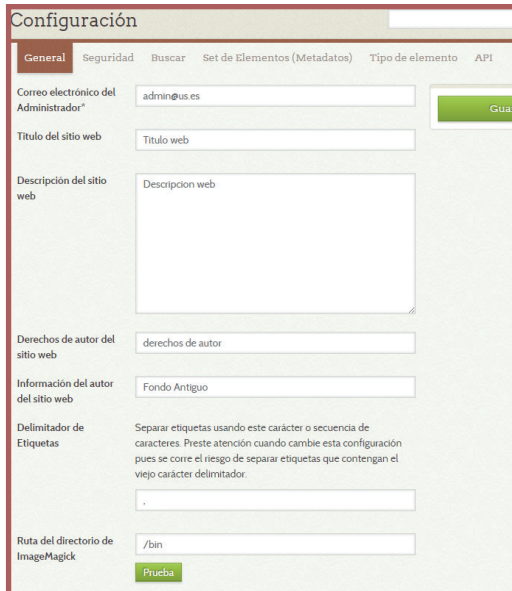 Configuración
General Seguridad Buscar Set de Elementos (Metadatos) Tipo de elemento API
Correo electrónico del
Administrador*
admin@us.es
Titulo del sitio web
Titulo web
Descripción del sitio
web
Descripcion web
Derechos de autor del
sitio web
derechos de autor
Información del autor
del sitio web
Fondo Antiguo
Delimitador de
Etiquetas
Separar etiquetas usando este carácter o secuencia de
caracteres. Preste atención cuando cambie esta configuración
pues se corre el riesgo de separar etiquetas que contengan el
viejo carácter delimitador.
,
Ruta del directorio de
ImageMagick
/bin
Prueba